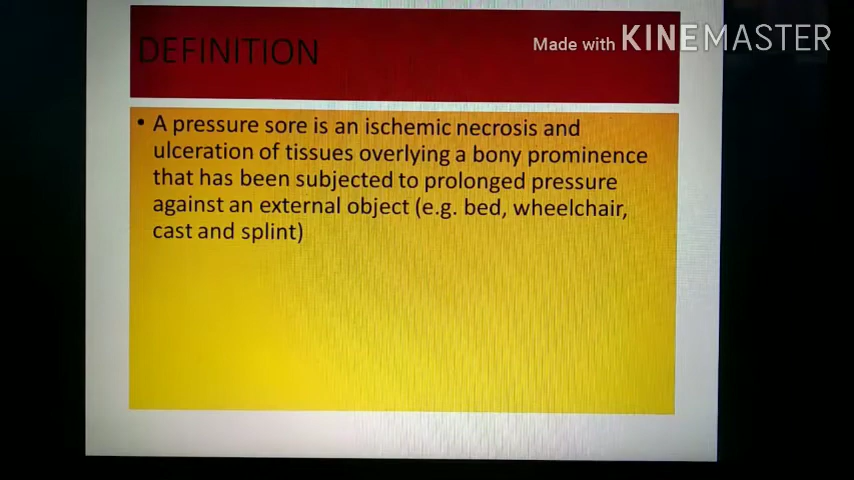 DEFINITION
Made with KINEMASTER
• A pressure sore is an ischemic necrosis and
ulceration of tissues overlying a bony prominence
that has been subjected to prolonged pressure
against an external object (e.g. bed, wheelchair,
cast and splint)